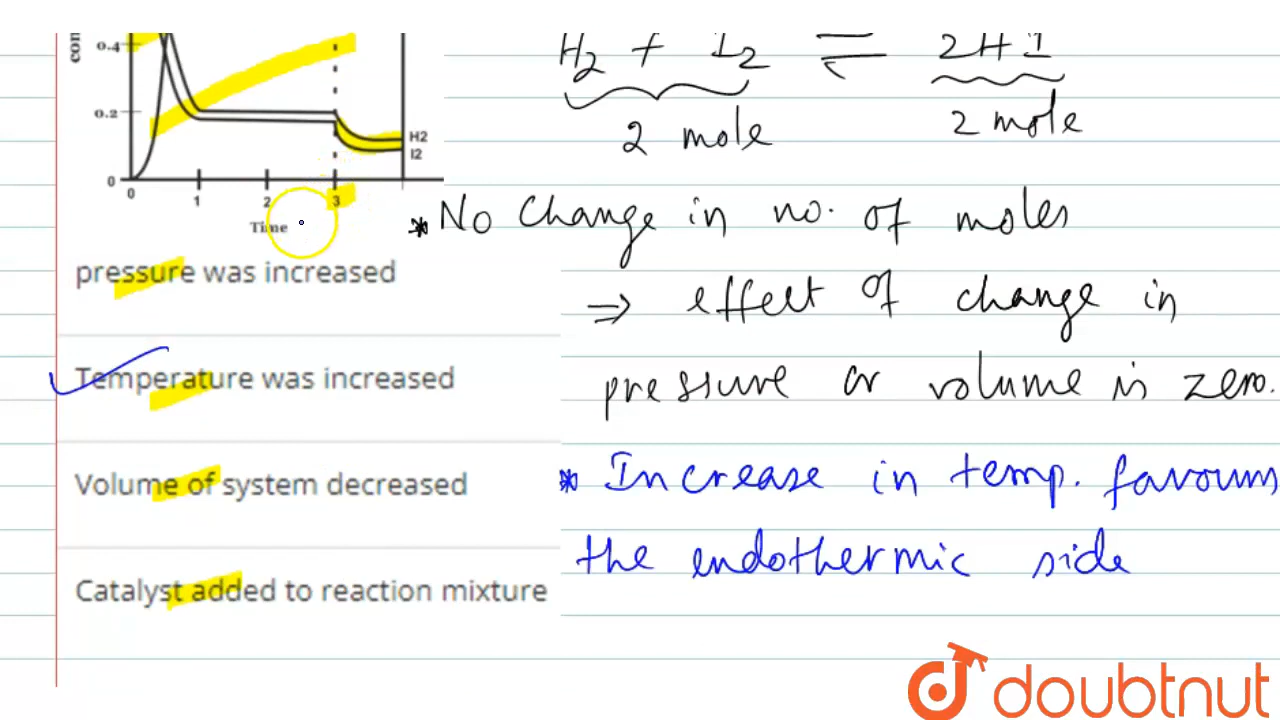 con
0.4
0.2
0
0 1 2 3
Time
H2
I2
pressure was increased
Temperature was increased
Volume of system decreased
Catalyst added to reaction mixture
H2 + I2 ⇌ 2HI
2 mole 2 mole
* No Change in no. of moles
⇒ effect of change in
pressure or volume is zero.
* Increase in temp. favours
the endothermic side
doubtnut